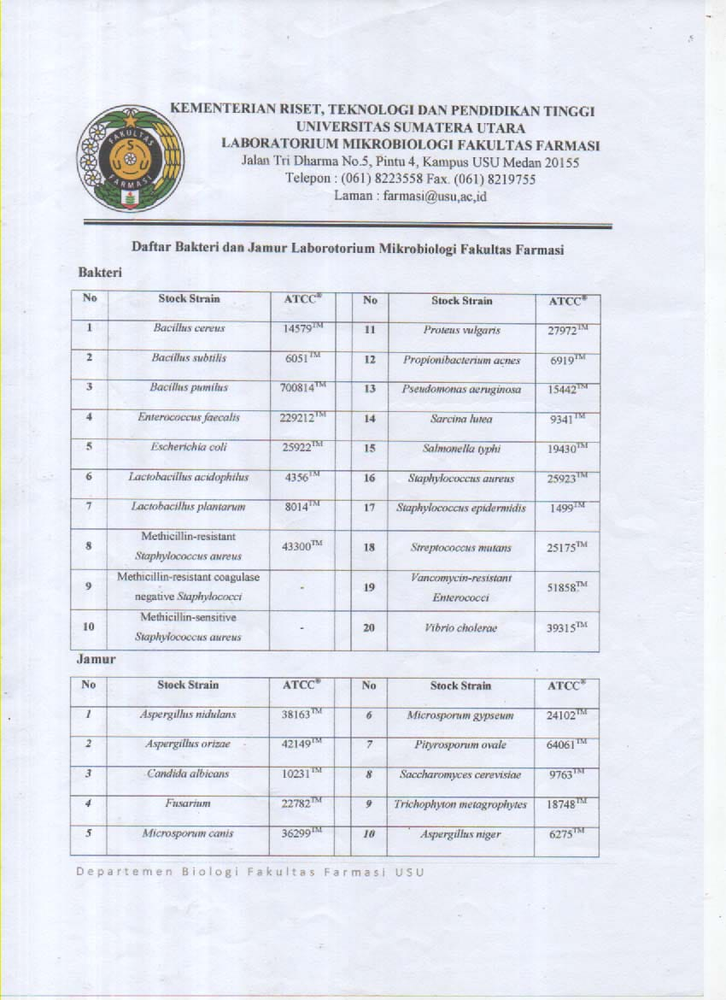 FAKULTAS
S
U U
FARMASI
KEMENTERIAN RISET, TEKNOLOGI DAN PENDIDIKAN TINGGI
UNIVERSITAS SUMATERA UTARA
LABORATORIUM MIKROBIOLOGI FAKULTAS FARMASI
Jalan Tri Dharma No.5, Pintu 4, Kampus USU Medan 20155
Telepon : (061) 8223558 Fax. (061) 8219755
Laman : farmasi@usu,ac,id
Daftar Bakteri dan Jamur Laborotorium Mikrobiologi Fakultas Farmasi
Bakteri
No Stock Strain ATCC® No Stock Strain ATCC®
1 Bacillus cereus 14579™ 11 Proteus vulgaris 27972™
2 Bacillus subtilis 6051™ 12 Propionibacterium acnes 6919™
3 Bacillus pumilus 700814™ 13 Pseudomonas aeruginosa 15442™
4 Enterococcus faecalis 229212™ 14 Sarcina lutea 9341™
5 Escherichia coli 25922™ 15 Salmonella typhi 19430™
6 Lactobacillus acidophilus 4356™ 16 Staphylococcus aureus 25923™
7 Lactobacillus plantarum 8014™ 17 Staphylococcus epidermidis 1499™
8 Methicillin-resistant Staphylococcus aureus 43300™ 18 Streptococcus mutans 25175™
9 Methicillin-resistant coagulase negative Staphylococci - 19 Vancomycin-resistant Enterococci 51858™
10 Methicillin-sensitive Staphylococcus aureus - 20 Vibrio cholerae 39315™
Jamur
No Stock Strain ATCC® No Stock Strain ATCC®
1 Aspergillus nidulans 38163™ 6 Microsporum gypseum 24102™
2 Aspergillus orizae 42149™ 7 Pityrosporum ovale 64061™
3 Candida albicans 10231™ 8 Saccharomyces cerevisiae 9763™
4 Fusarium 22782™ 9 Trichophyton metagrophytes 18748™
5 Microsporum canis 36299™ 10 Aspergillus niger 6275™
Departemen Biologi Fakultas Farmasi USU